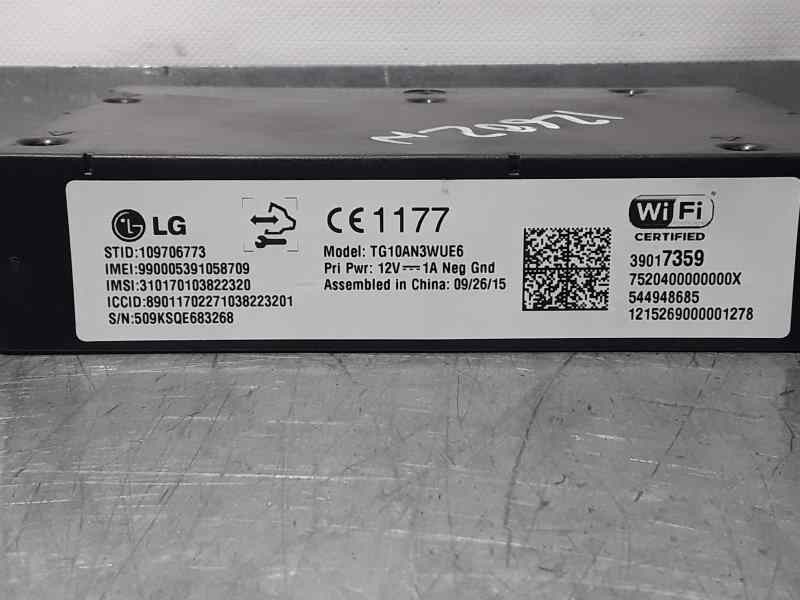 LG
STID:109706773
IMEI:990005391058709
IMSI:310170103822320
ICCID:89011702271038223201
S/N:509KSQE683268
CE1177
Model: TG10AN3WUE6
Pri Pwr: 12V⎓1A Neg Gnd
Assembled in China: 09/26/15
WiFi
CERTIFIED
39017359
7520400000000X
544948685
1215269000001278